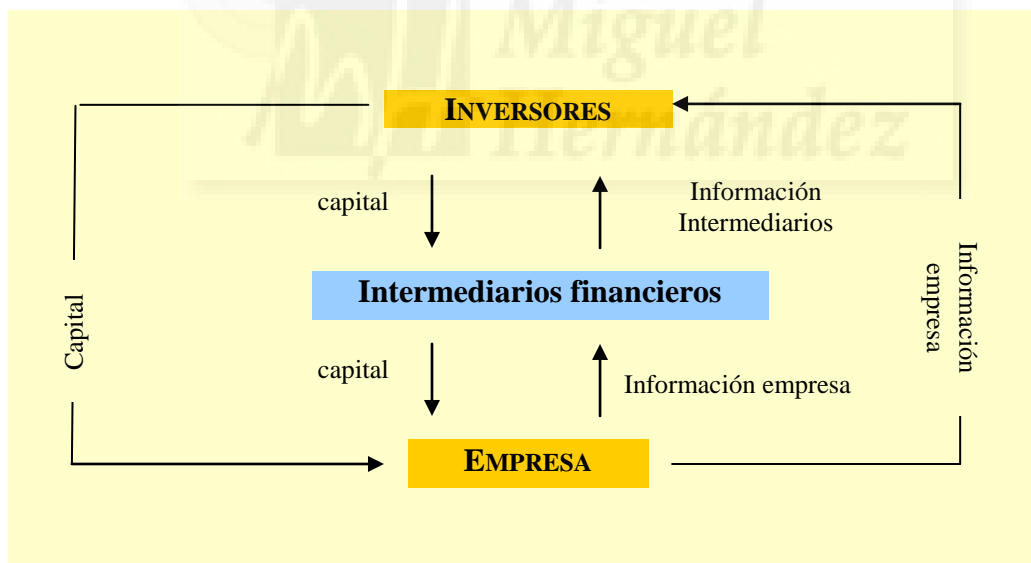 Miguel
Hernández
INVERSORES
capital
Información
Intermediarios
Intermediarios financieros
Capital
Información
empresa
capital
Información empresa
EMPRESA